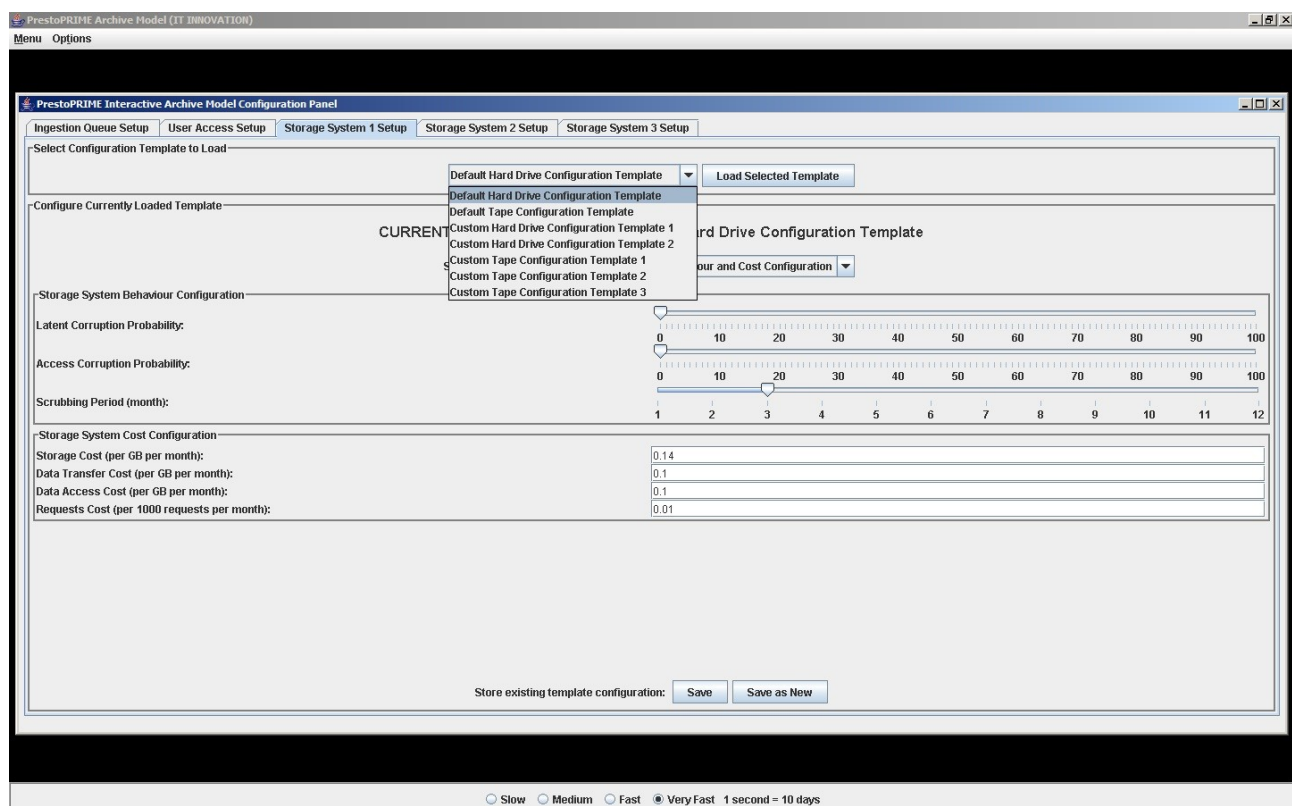 PrestoPRIME Archive Model (IT INNOVATION)
Menu Options
PrestoPRIME Interactive Archive Model Configuration Panel
Ingestion Queue Setup User Access Setup Storage System 1 Setup Storage System 2 Setup Storage System 3 Setup
Select Configuration Template to Load
Default Hard Drive Configuration Template Load Selected Template
Default Hard Drive Configuration Template
Configure Currently Loaded Template
Default Tape Configuration Template
Custom Hard Drive Configuration Template 1
CURRENT rd Drive Configuration Template
Custom Hard Drive Configuration Template 2
Custom Tape Configuration Template 1
our and Cost Configuration
Custom Tape Configuration Template 2
Custom Tape Configuration Template 3
Storage System Behaviour Configuration
Latent Corruption Probability:
0 10 20 30 40 50 60 70 80 90 100
Access Corruption Probability:
0 10 20 30 40 50 60 70 80 90 100
Scrubbing Period (month):
1 2 3 4 5 6 7 8 9 10 11 12
Storage System Cost Configuration
Storage Cost (per GB per month): 0.14
Data Transfer Cost (per GB per month): 0.1
Data Access Cost (per GB per month): 0.1
Requests Cost (per 1000 requests per month): 0.01
Store existing template configuration: Save Save as New
Slow Medium Fast Very Fast 1 second = 10 days